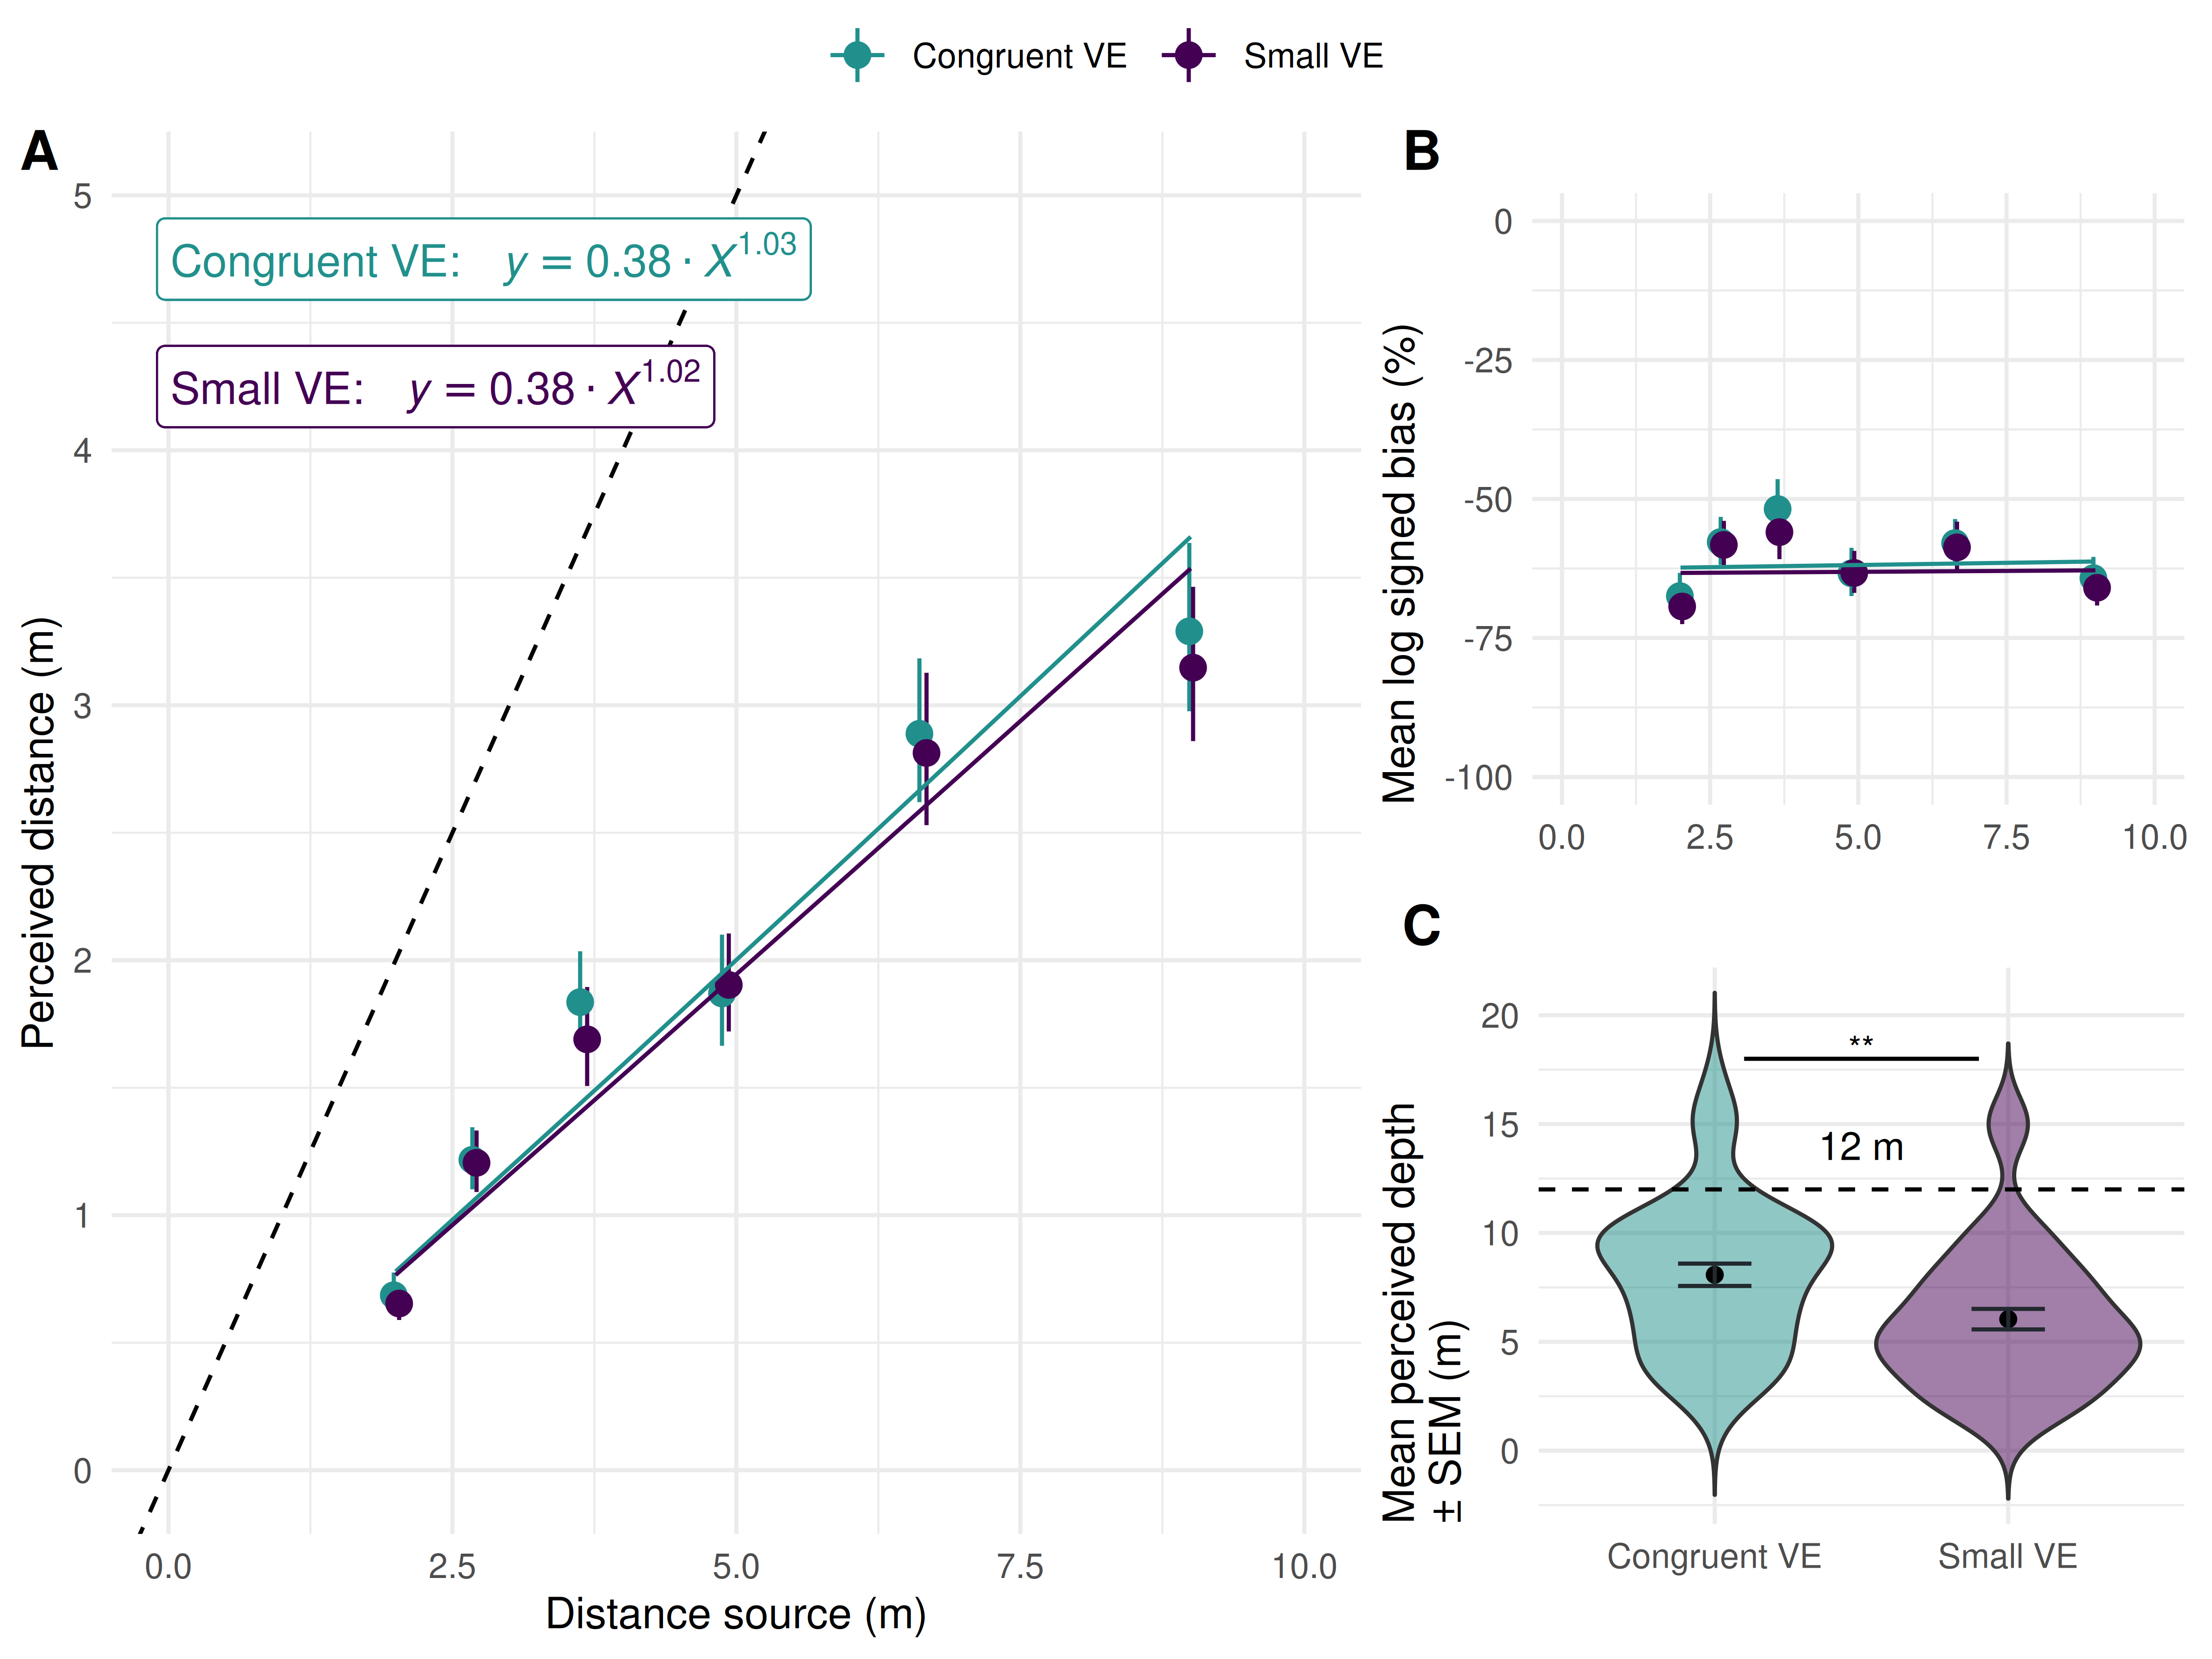 Congruent VE Small VE
A
5
4
3
2
1
0
Perceived distance (m)
Congruent VE: y = 0.38 · X^1.03
Small VE: y = 0.38 · X^1.02
0.0 2.5 5.0 7.5 10.0
Distance source (m)
B
0
-25
-50
-75
-100
Mean log signed bias (%)
0.0 2.5 5.0 7.5 10.0
C
20
15
10
5
0
Mean perceived depth
± SEM (m)
**
12 m
Congruent VE Small VE